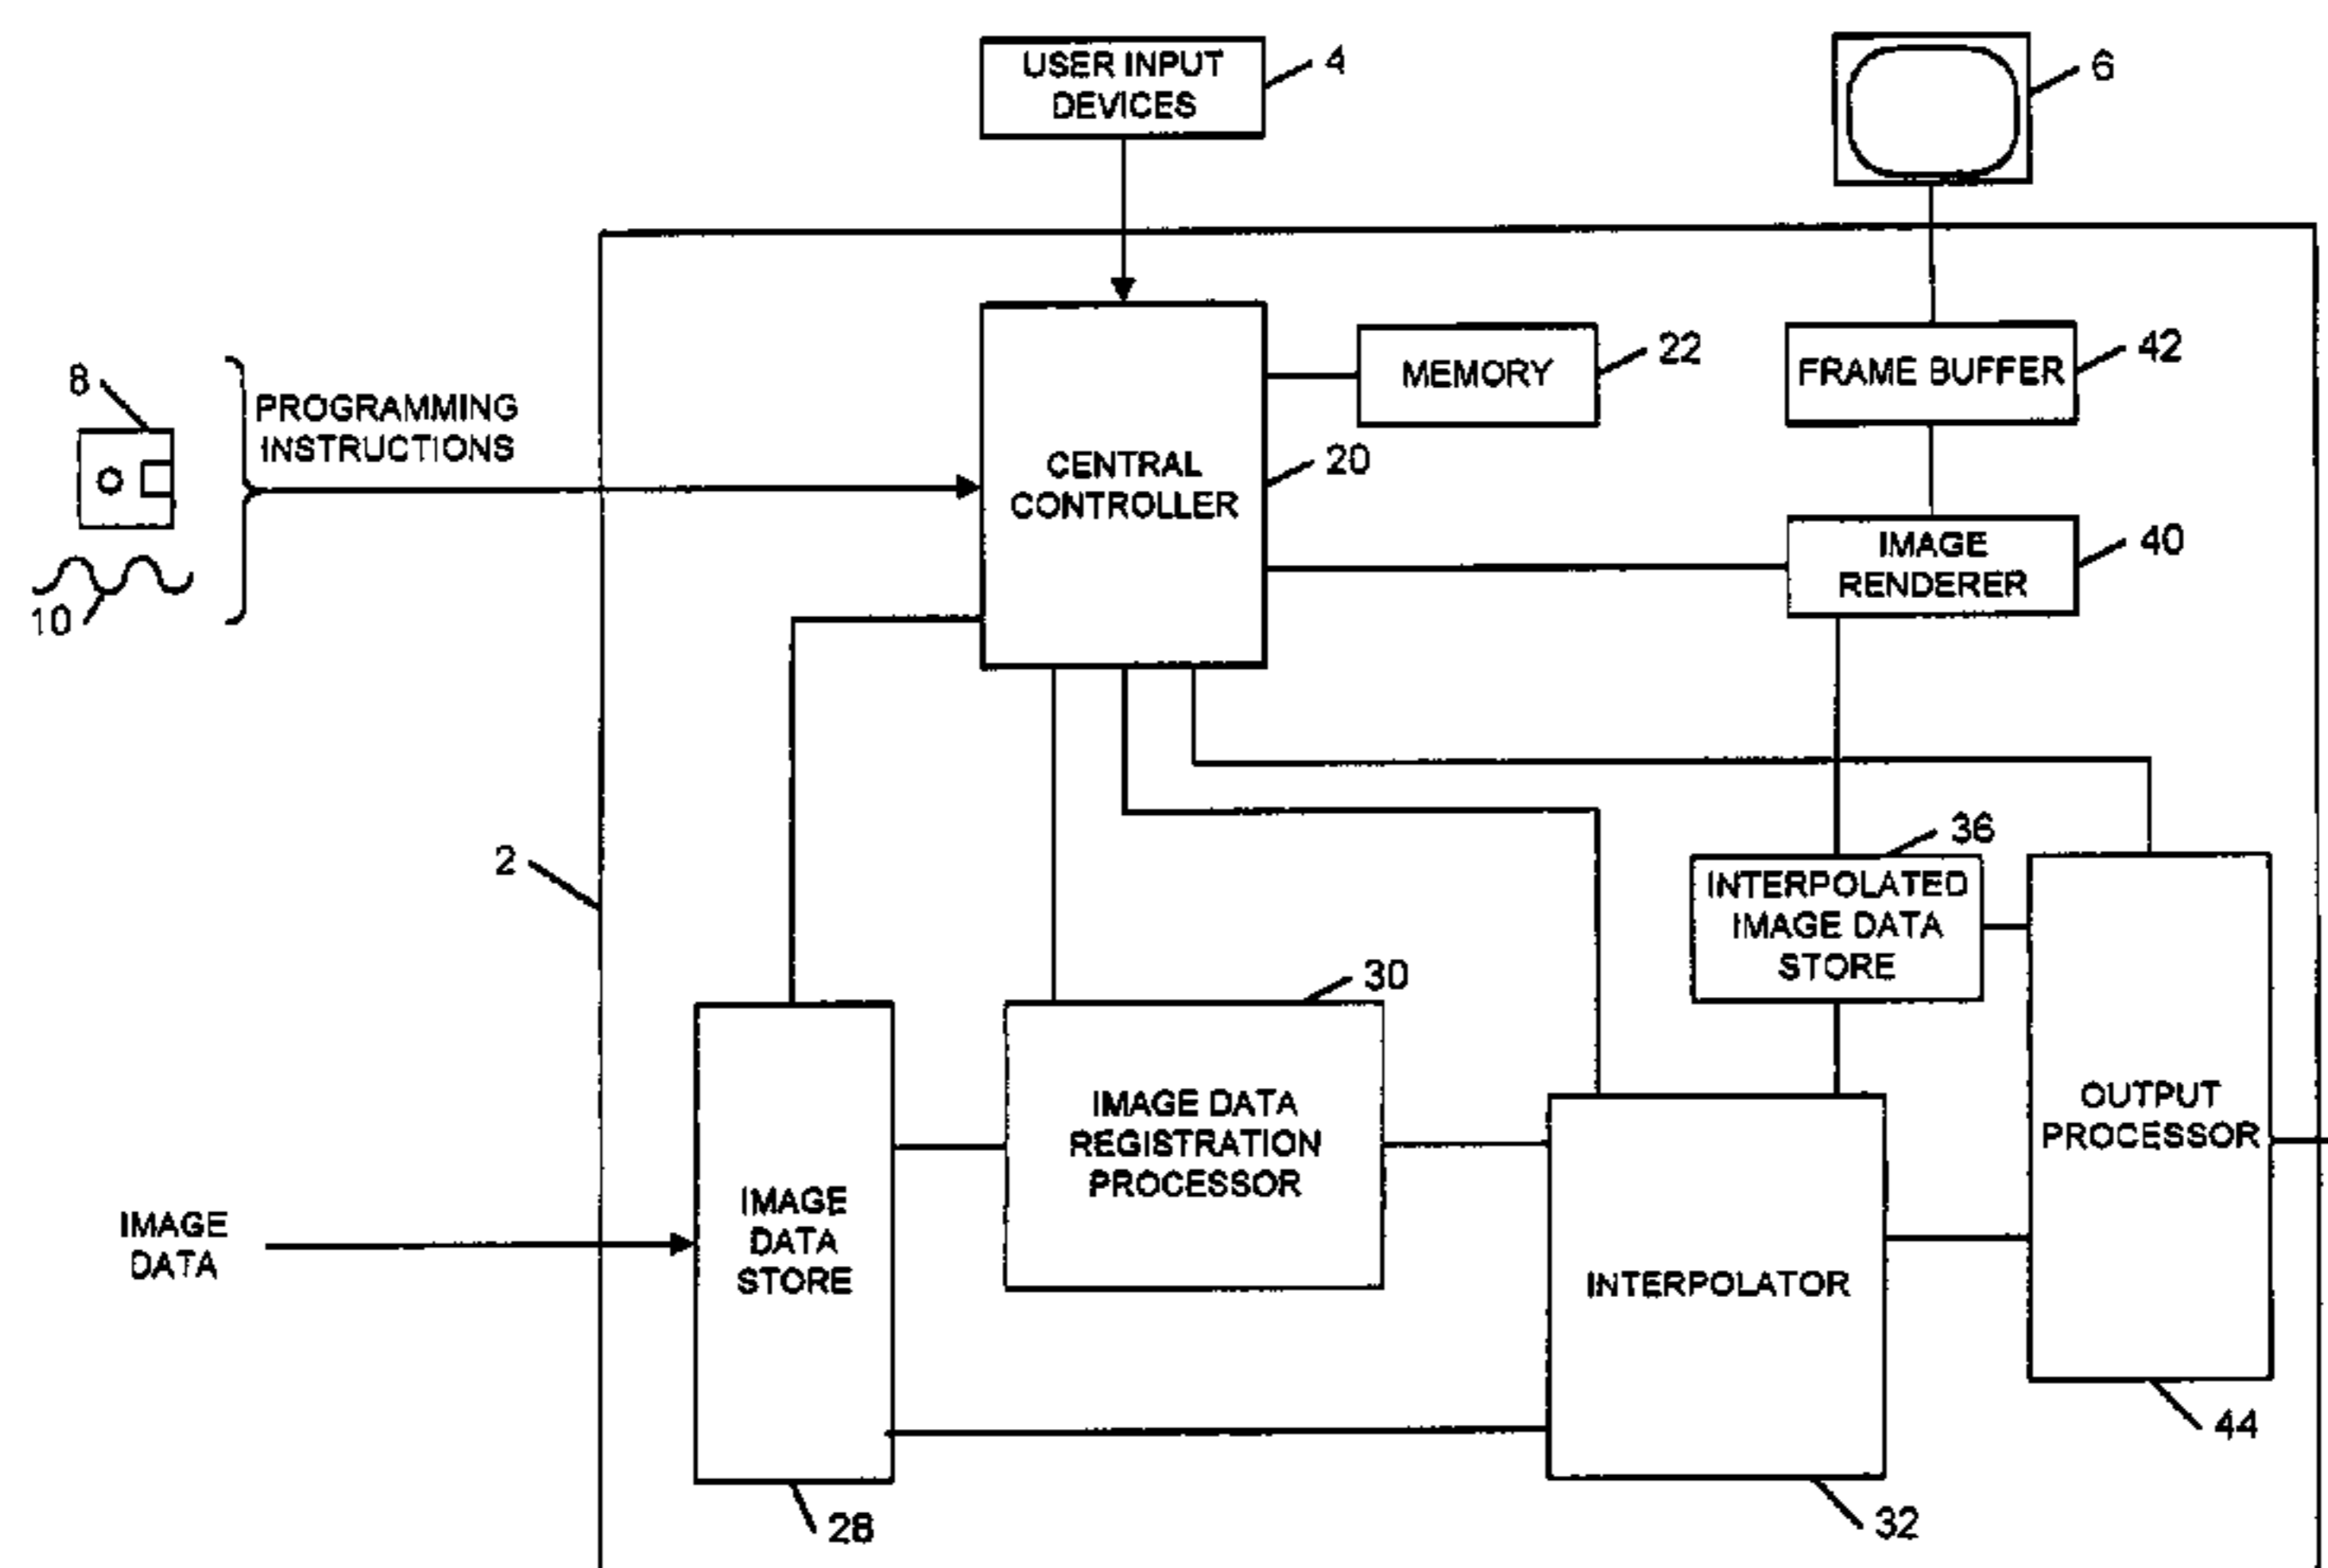 USER INPUT
DEVICES
4
6
8
PROGRAMMING
INSTRUCTIONS
10
CENTRAL
CONTROLLER
20
MEMORY
22
FRAME BUFFER
42
IMAGE
RENDERER
40
2
36
INTERPOLATED
IMAGE DATA
STORE
30
IMAGE DATA
REGISTRATION
PROCESSOR
OUTPUT
PROCESSOR
44
IMAGE
DATA
IMAGE
DATA
STORE
28
INTERPOLATOR
32